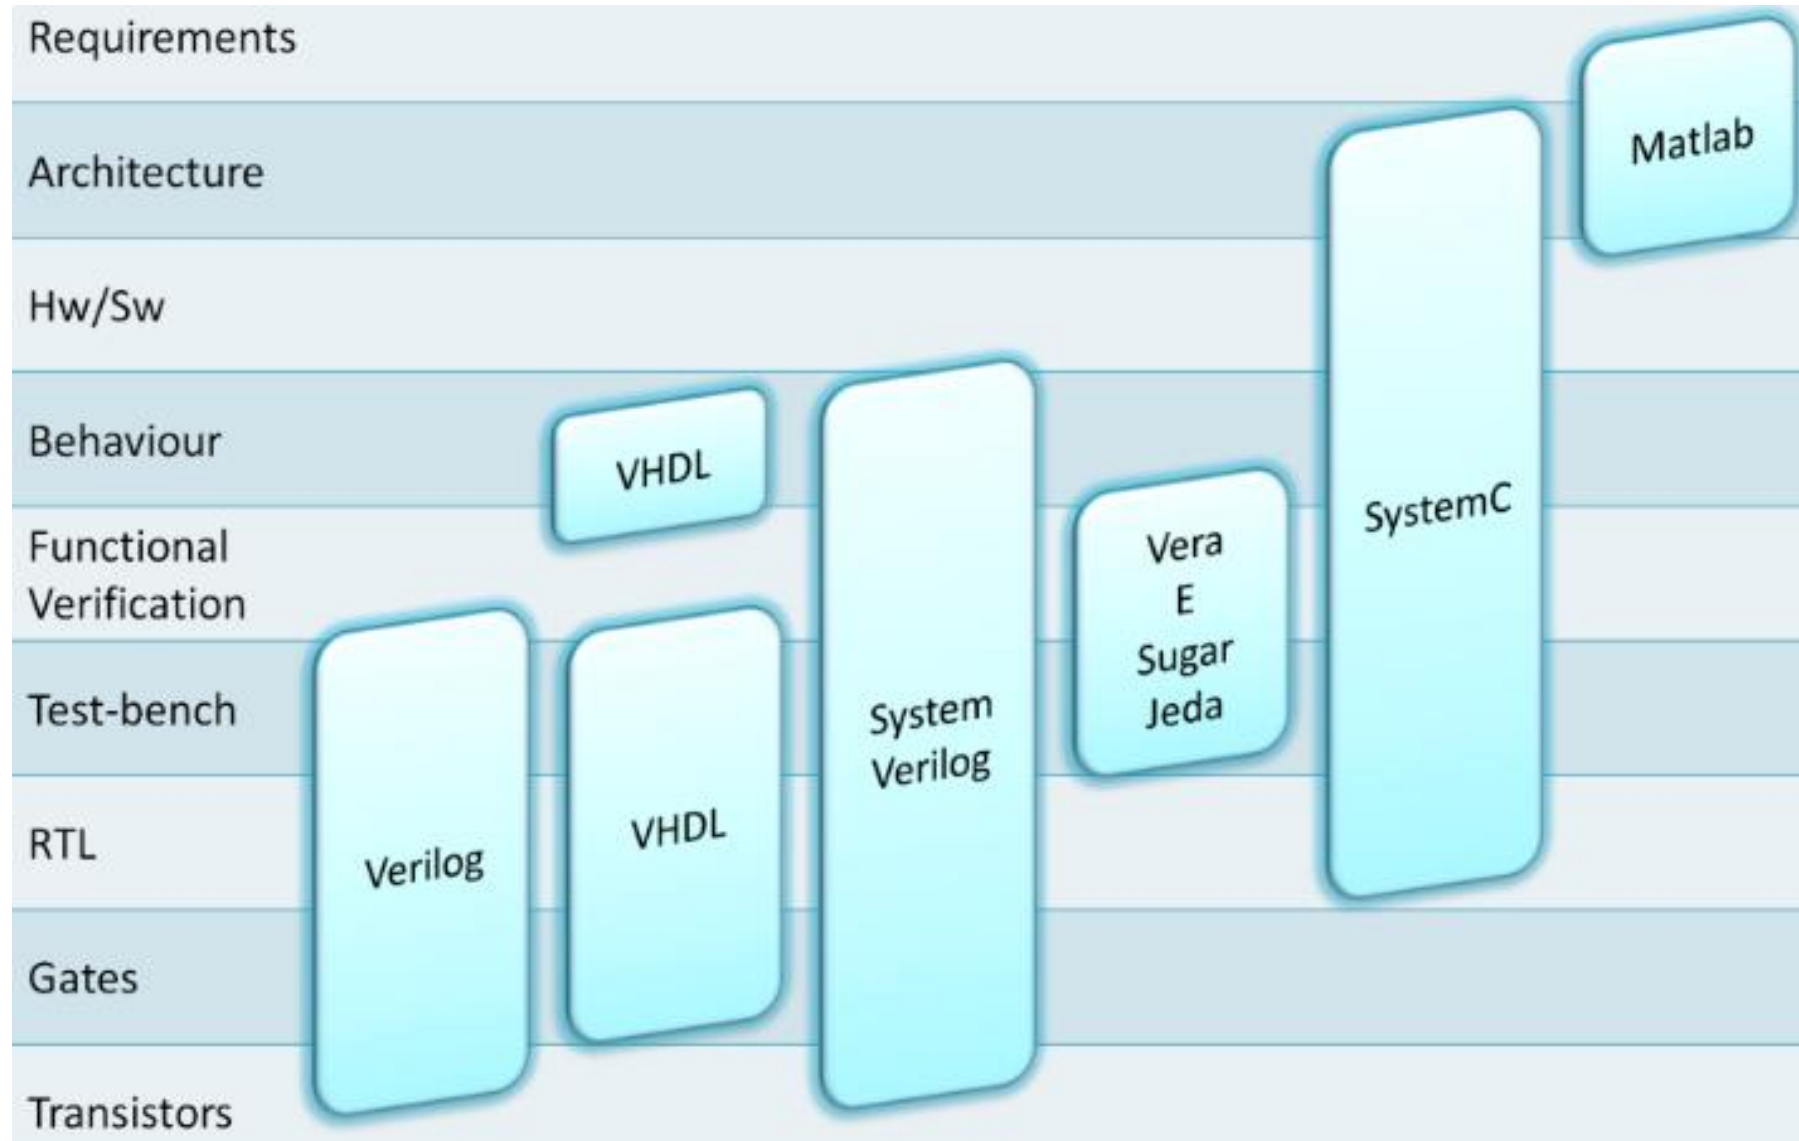 Requirements
Architecture
Hw/Sw
Behaviour
Functional
Verification
Test-bench
RTL
Gates
Transistors
Verilog
VHDL
VHDL
System
Verilog
Vera
E
Sugar
Jeda
SystemC
Matlab